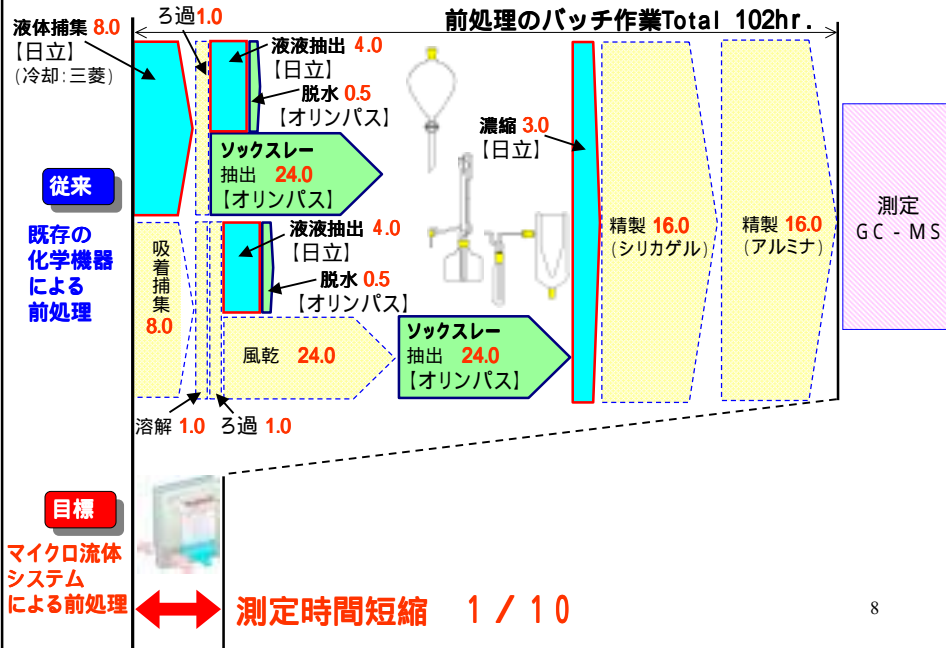 前処理のバッチ作業Total 102hr.
液体捕集 8.0
【日立】
(冷却:三菱)
ろ過1.0
液液抽出 4.0
【日立】
脱水 0.5
【オリンパス】
ソックスレー
抽出 24.0
【オリンパス】
濃縮 3.0
【日立】
従来
既存の
化学機器
による
前処理
吸着捕集
8.0
液液抽出 4.0
【日立】
脱水 0.5
【オリンパス】
風乾 24.0
ソックスレー
抽出 24.0
【オリンパス】
精製 16.0
(シリカゲル)
精製 16.0
(アルミナ)
測定
GC-MS
溶解 1.0 ろ過 1.0
目標
マイクロ流体
システム
による前処理
測定時間短縮 1/10
8